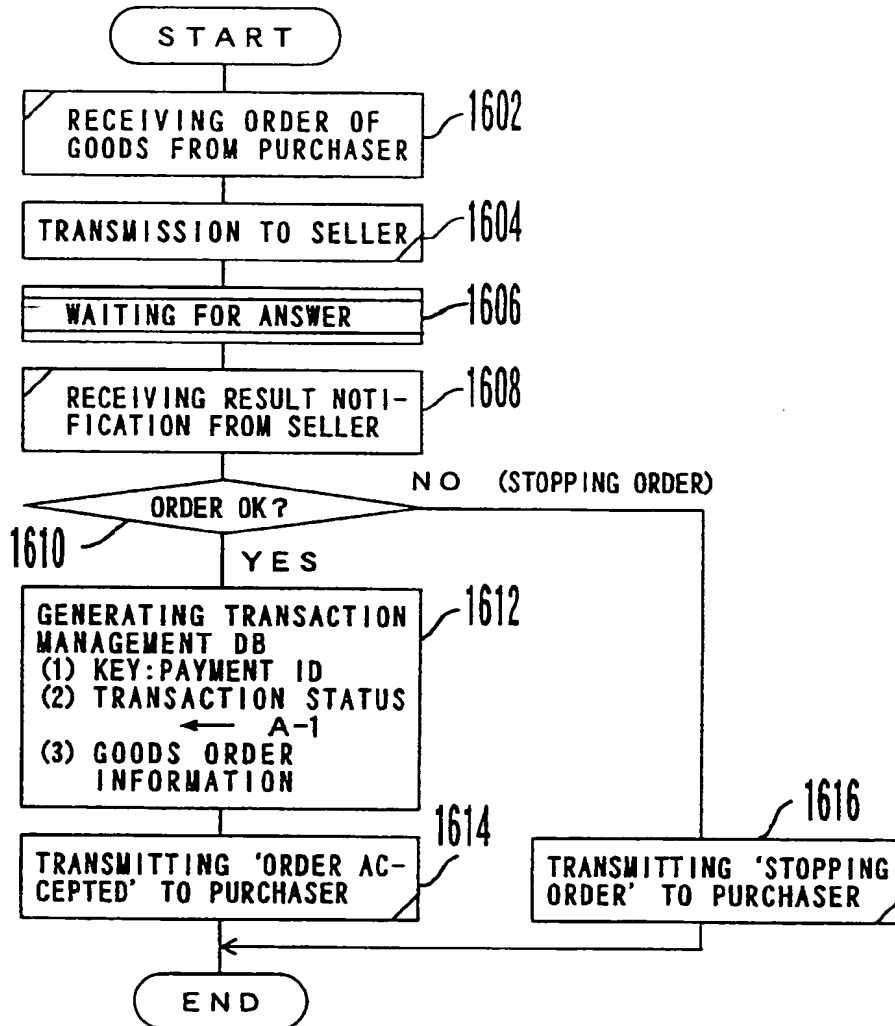 START
RECEIVING ORDER OF
GOODS FROM PURCHASER
1602
TRANSMISSION TO SELLER
1604
WAITING FOR ANSWER
1606
RECEIVING RESULT NOTI-
FICATION FROM SELLER
1608
ORDER OK?
1610
NO (STOPPING ORDER)
YES
GENERATING TRANSACTION
MANAGEMENT DB
(1) KEY:PAYMENT ID
(2) TRANSACTION STATUS
← A-1
(3) GOODS ORDER
INFORMATION
1612
TRANSMITTING 'ORDER AC-
CEPTED' TO PURCHASER
1614
TRANSMITTING 'STOPPING
ORDER' TO PURCHASER
1616
END